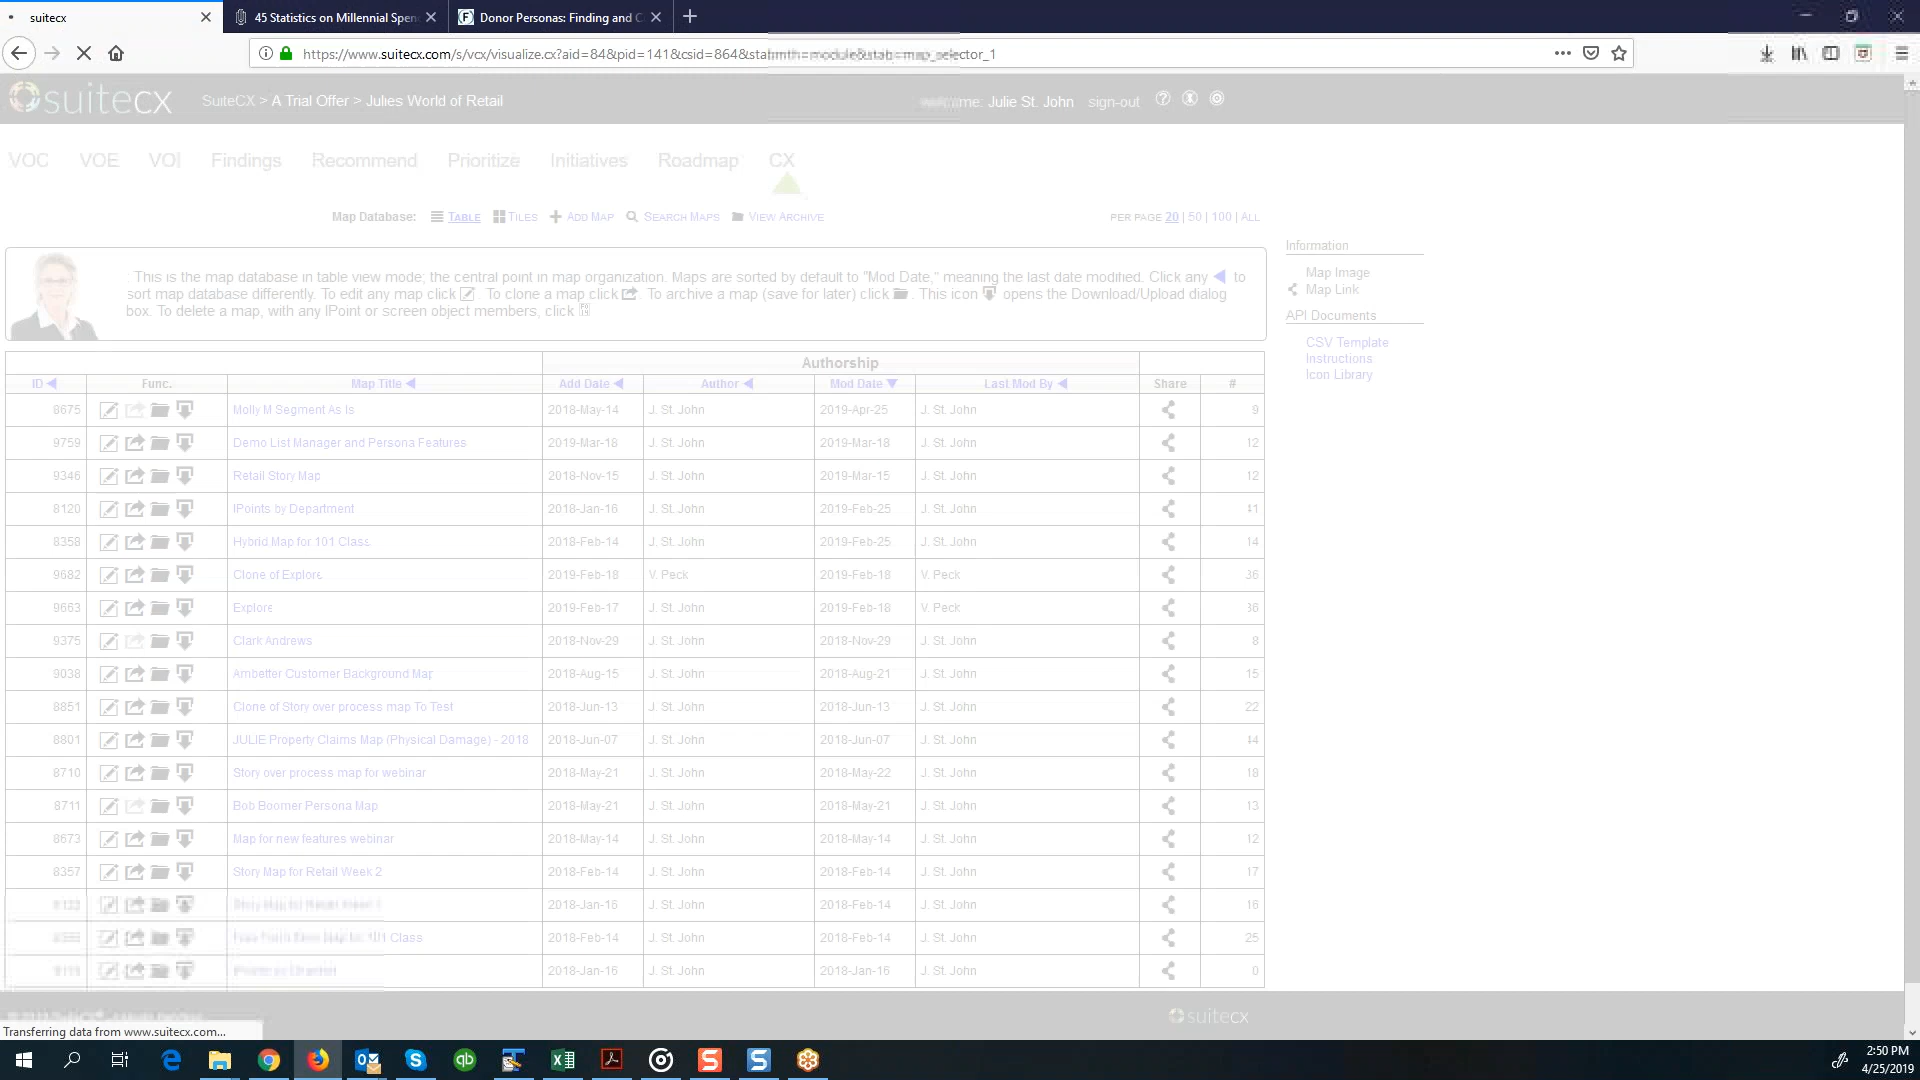 suitecx
45 Statistics on Millennial Spen
Donor Personas: Finding and C
https://www.suitecx.com/s/vcx/visualize.cx?aid=84&pid=141&csid=864&stabmth=module&stab=map_selector_1
suitecx
SuiteCX > A Trial Offer > Julies World of Retail
Julie St. John
sign-out
VOC VOE VOI Findings Recommend Prioritize Initiatives Roadmap CX
Map Database: TABLE TILES ADD MAP SEARCH MAPS VIEW ARCHIVE
PER PAGE 20 | 50 | 100 | ALL
: This is the map database in table view mode; the central point in map organization. Maps are sorted by default to "Mod Date," meaning the last date modified. Click any to
sort map database differently. To edit any map click . To clone a map click . To archive a map (save for later) click . This icon opens the Download/Upload dialog
box. To delete a map, with any IPoint or screen object members, click
Information
Map Image
Map Link
API Documents
CSV Template
Instructions
Icon Library
Authorship
ID Func. Map Title Add Date Author Mod Date Last Mod By Share #
8675 Molly M Segment As Is 2018-May-14 J. St. John 2019-Apr-25 J. St. John 9
9759 Demo List Manager and Persona Features 2019-Mar-18 J. St. John 2019-Mar-18 J. St. John 12
9346 Retail Story Map 2018-Nov-15 J. St. John 2019-Mar-15 J. St. John 12
8120 IPoints by Department 2018-Jan-16 J. St. John 2019-Feb-25 J. St. John 41
8358 Hybrid Map for 101 Class 2018-Feb-14 J. St. John 2019-Feb-25 J. St. John 14
9682 Clone of Explore 2019-Feb-18 V. Peck 2019-Feb-18 V. Peck 36
9663 Explore 2019-Feb-17 J. St. John 2019-Feb-18 V. Peck 36
9375 Clark Andrews 2018-Nov-29 J. St. John 2018-Nov-29 J. St. John 8
9038 Ambetter Customer Background Map 2018-Aug-15 J. St. John 2018-Aug-21 J. St. John 15
8851 Clone of Story over process map To Test 2018-Jun-13 J. St. John 2018-Jun-13 J. St. John 22
8801 JULIE Property Claims Map (Physical Damage) - 2018 2018-Jun-07 J. St. John 2018-Jun-07 J. St. John 44
8710 Story over process map for webinar 2018-May-21 J. St. John 2018-May-22 J. St. John 18
8711 Bob Boomer Persona Map 2018-May-21 J. St. John 2018-May-21 J. St. John 13
8673 Map for new features webinar 2018-May-14 J. St. John 2018-May-14 J. St. John 12
8357 Story Map for Retail Week 2 2018-Feb-14 J. St. John 2018-Feb-14 J. St. John 17
2018-Jan-16 J. St. John 2018-Feb-14 J. St. John 16
101 Class 2018-Feb-14 J. St. John 2018-Feb-14 J. St. John 25
2018-Jan-16 J. St. John 2018-Jan-16 J. St. John 0
suitecx
Transferring data from www.suitecx.com...
2:50 PM
4/25/2019